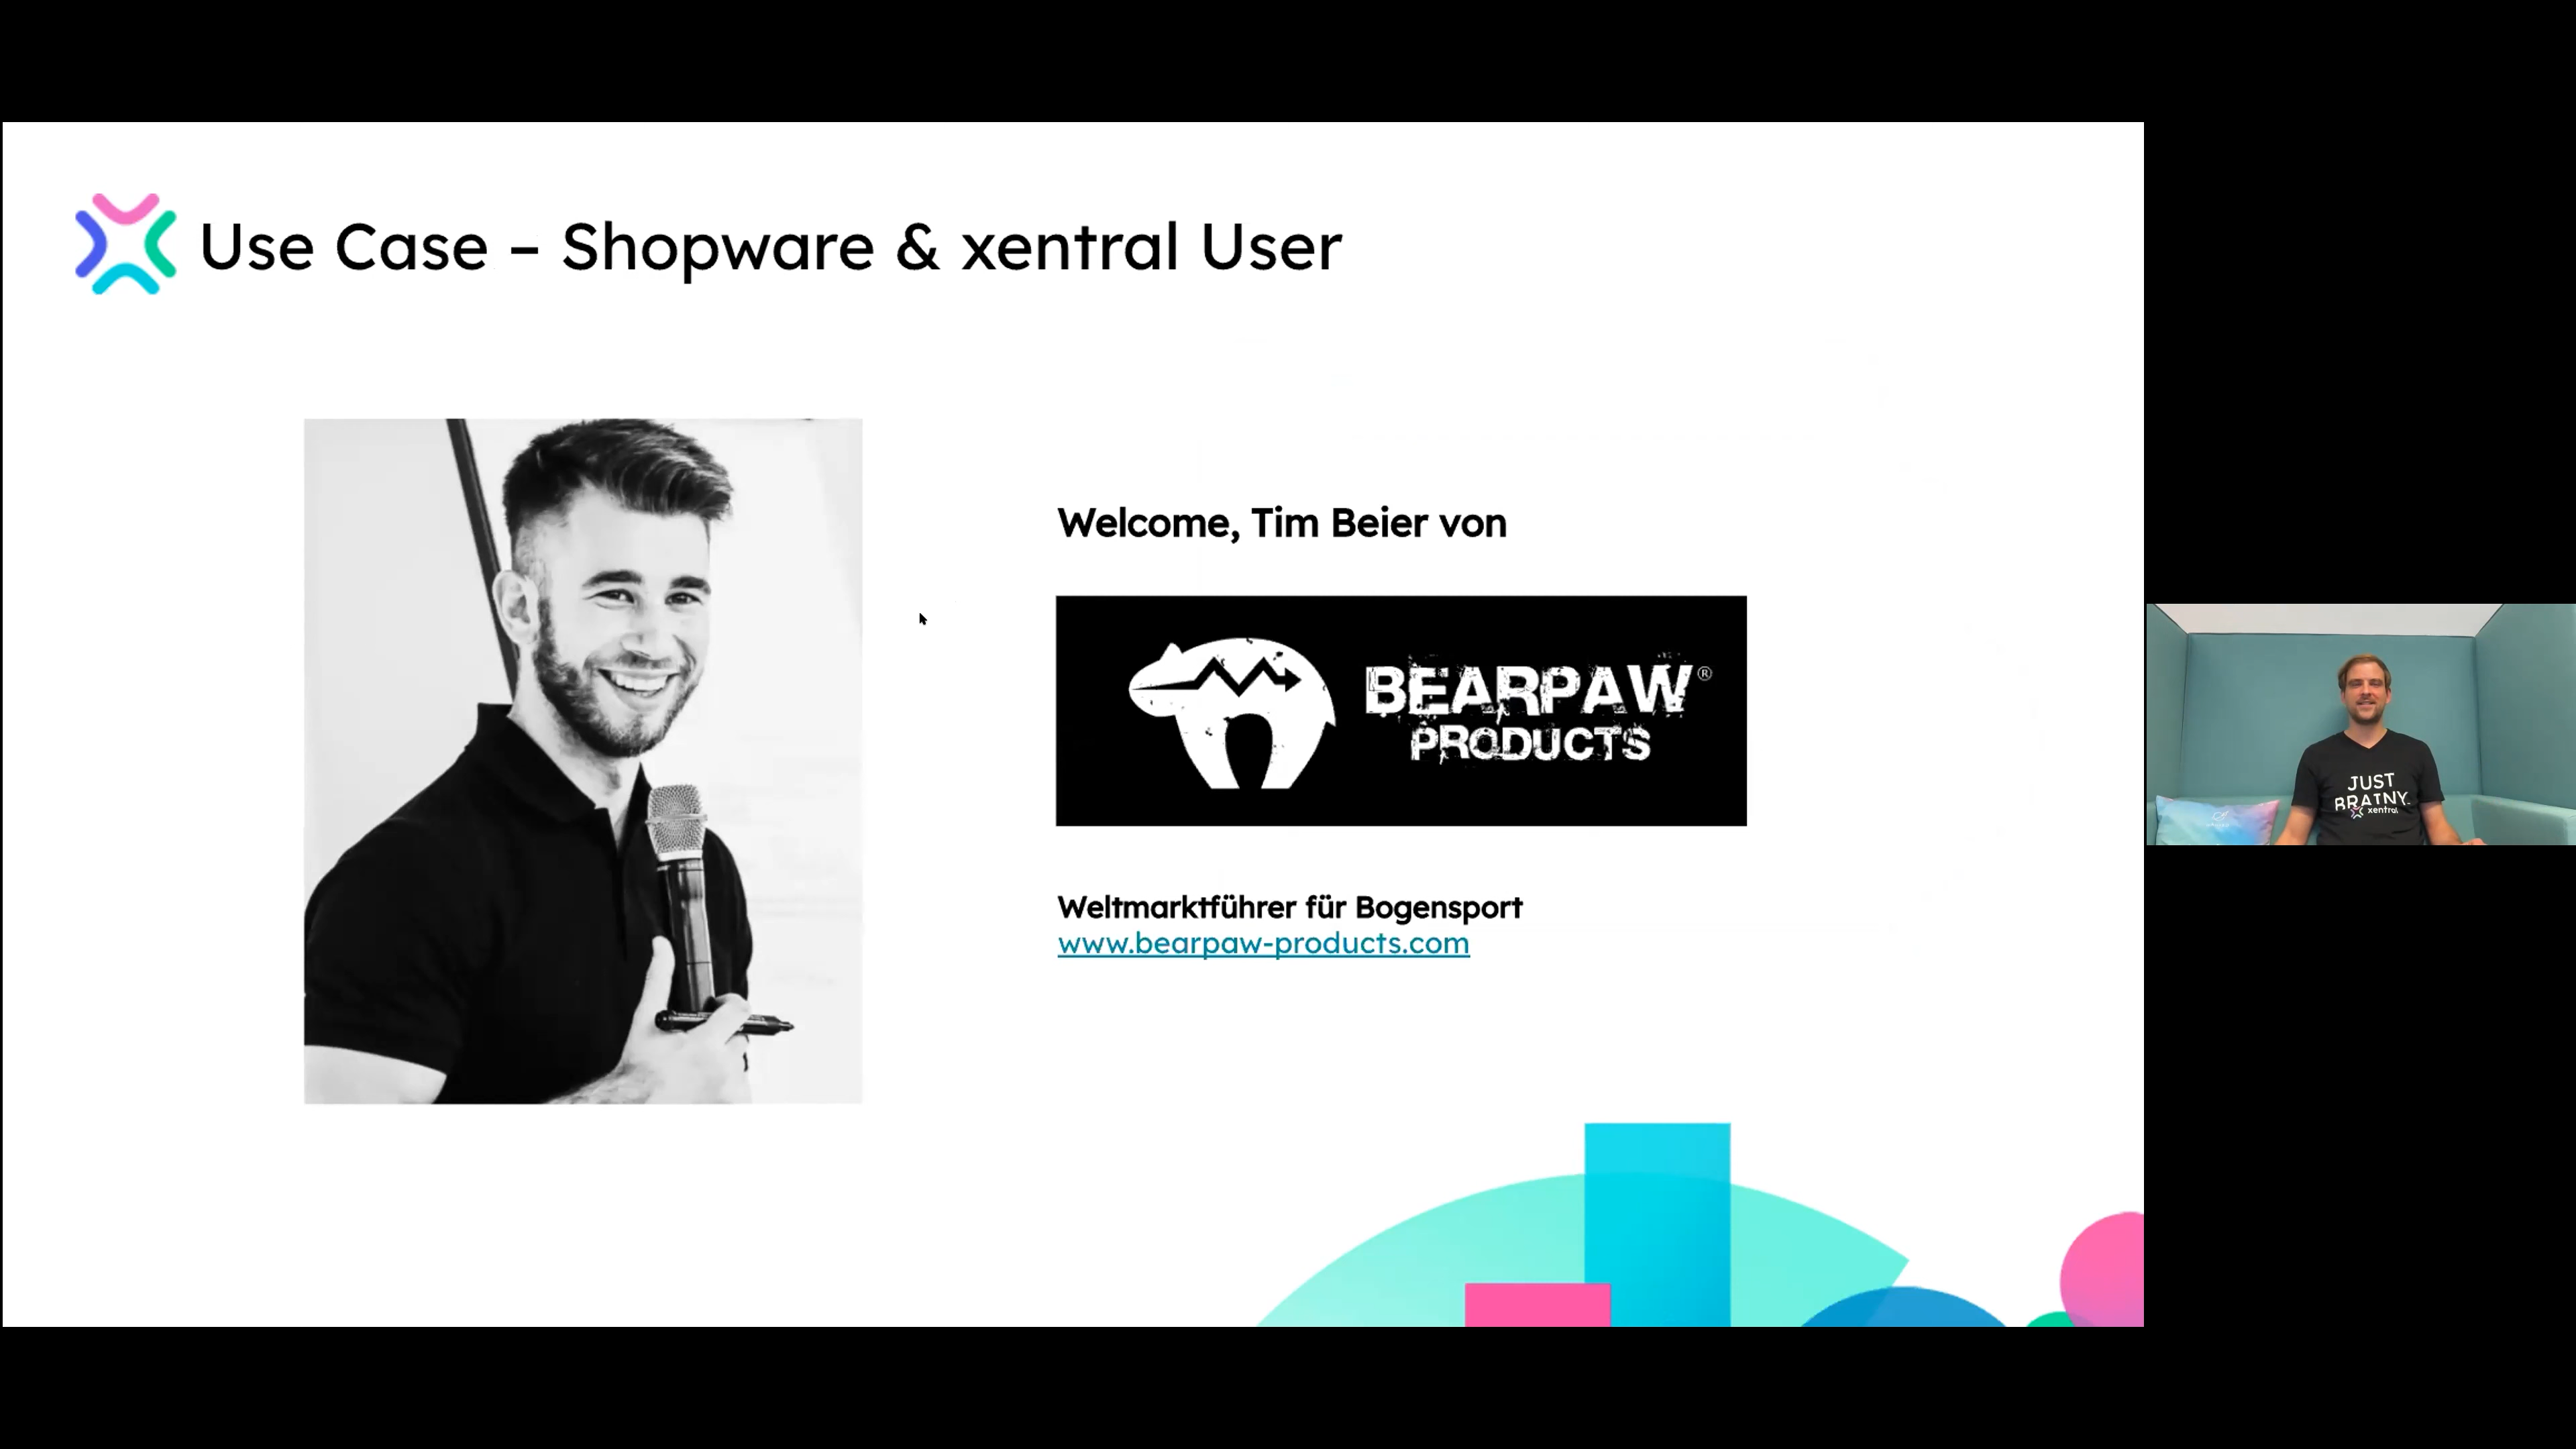 Use Case – Shopware & xentral User
Welcome, Tim Beier von
BEARPAW®
PRODUCTS
Weltmarktführer für Bogensport
www.bearpaw-products.com
JUST
BRATNY.
xentral